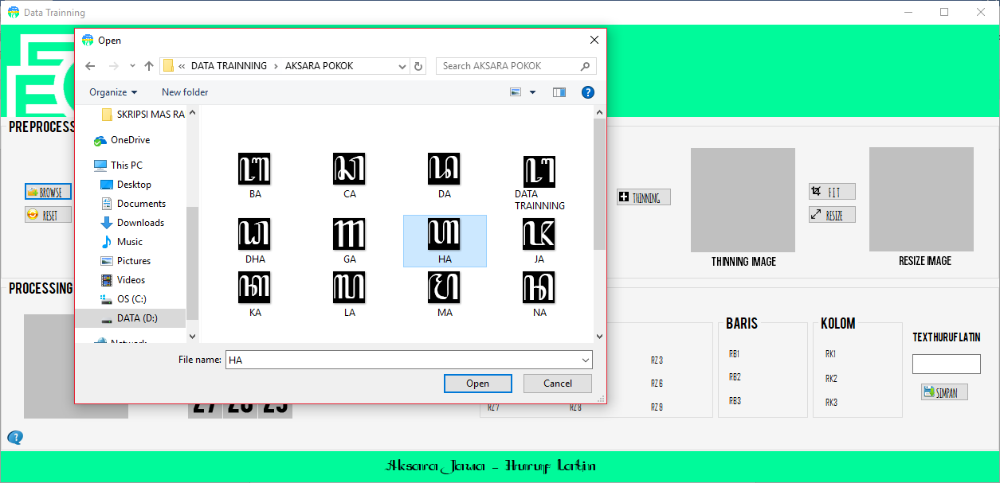 Data Trainning
Open
« DATA TRAINNING › AKSARA POKOK
Search AKSARA POKOK
Organize
New folder
SKRIPSI MAS RA
OneDrive
This PC
Desktop
Documents
Downloads
Music
Pictures
Videos
OS (C:)
DATA (D:)
Network
BA
CA
DA
DATA TRAINNING
DHA
GA
HA
JA
KA
LA
MA
NA
File name: HA
Open
Cancel
PREPROCESS
BROWSE
RESET
THINNING
THINNING IMAGE
FIT
RESIZE
RESIZE IMAGE
PROCESSING
27 28 29
RZ3
RZ6
RZ7 RZ8 RZ9
BARIS
RB1
RB2
RB3
KOLOM
RK1
RK2
RK3
TEXT HURUF LATIN
SIMPAN
Aksara Jawa - Huruf Latin